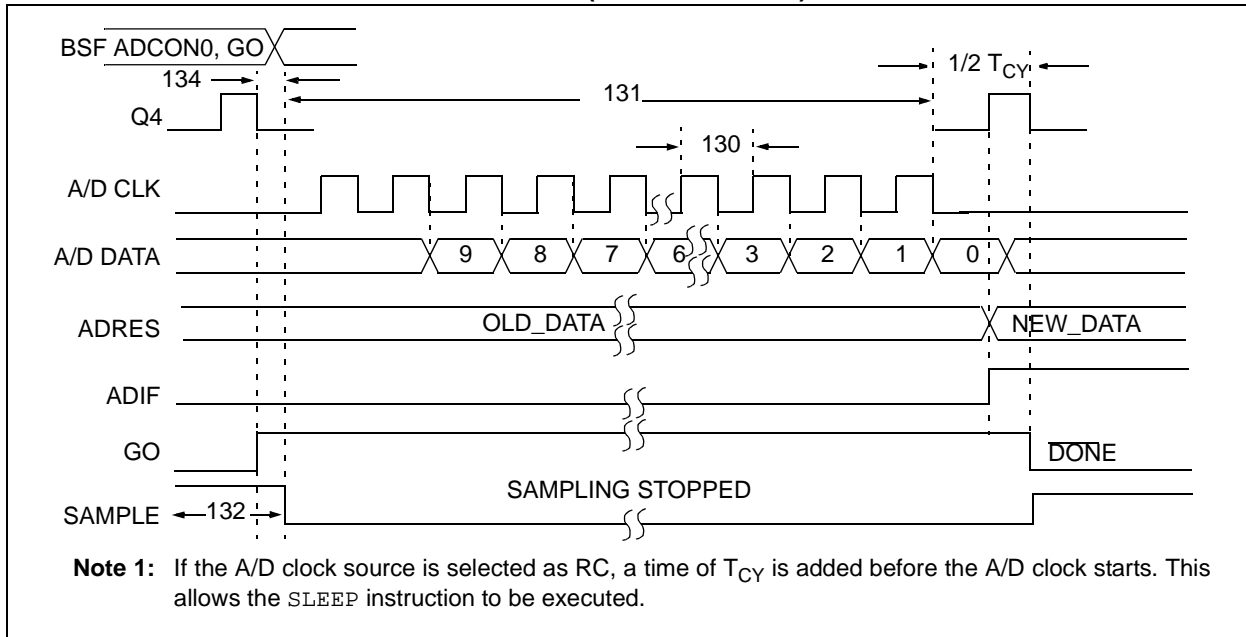 BSF ADCON0, GO
134
1/2 TCY
131
Q4
130
A/D CLK
A/D DATA 9 8 7 6 3 2 1 0
ADRES OLD_DATA NEW_DATA
ADIF
GO DONE
SAMPLING STOPPED
SAMPLE 132
Note 1: If the A/D clock source is selected as RC, a time of TCY is added before the A/D clock starts. This
allows the SLEEP instruction to be executed.